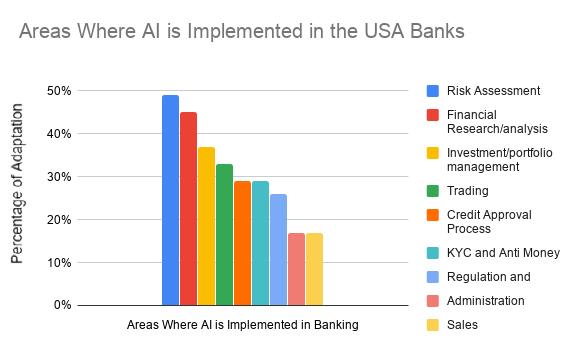 Areas Where AI is Implemented in the USA Banks
Percentage of Adaptation
50%
40%
30%
20%
10%
0%
Areas Where AI is Implemented in Banking
Risk Assessment
Financial
Research/analysis
Investment/portfolio
management
Trading
Credit Approval
Process
KYC and Anti Money
Regulation and
Administration
Sales